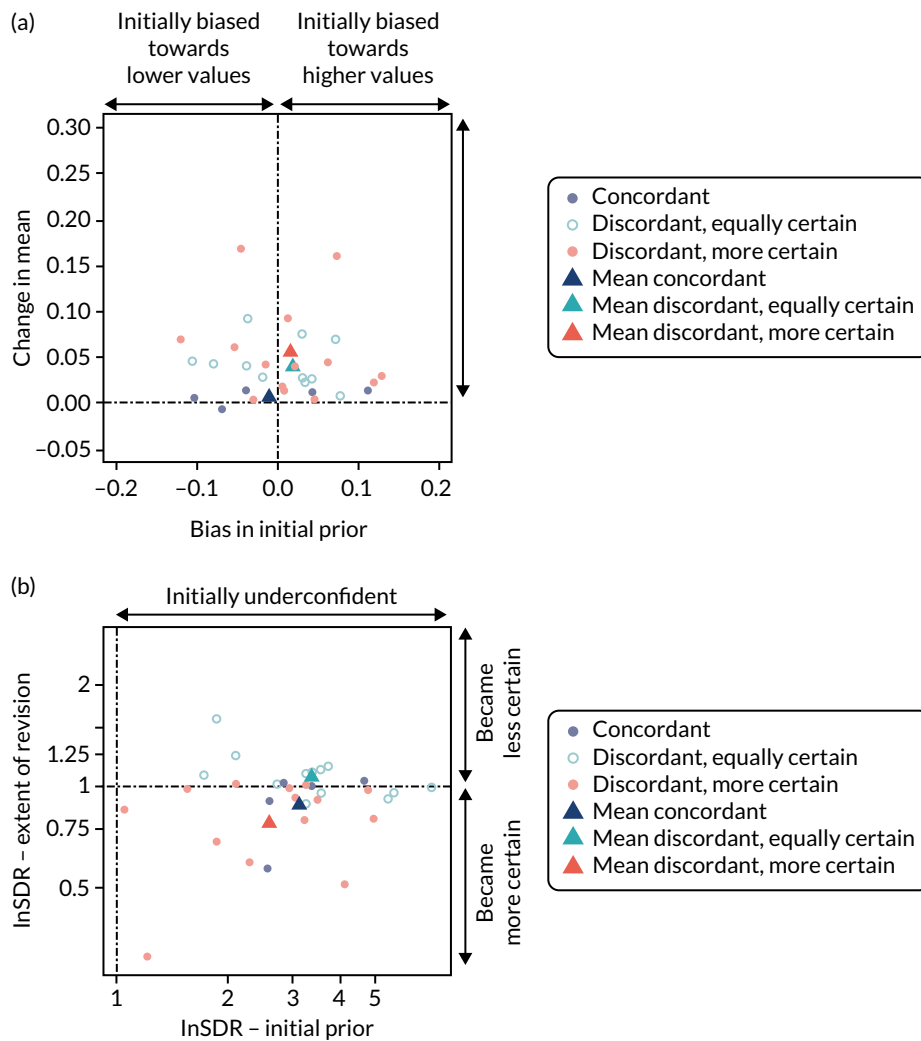 (a)
Initially biased
towards
lower values
Initially biased
towards
higher values
0.30
0.25
0.20
0.15
0.10
0.05
0.00
−0.05
Change in mean
−0.2
−0.1
0.0
0.1
0.2
Bias in initial prior
Concordant
Discordant, equally certain
Discordant, more certain
Mean concordant
Mean discordant, equally certain
Mean discordant, more certain
(b)
Initially underconfident
2
1.25
1
0.75
0.5
InSDR – extent of revision
1
2
3
4
5
InSDR – initial prior
Became
less certain
Became
more certain
Concordant
Discordant, equally certain
Discordant, more certain
Mean concordant
Mean discordant, equally certain
Mean discordant, more certain